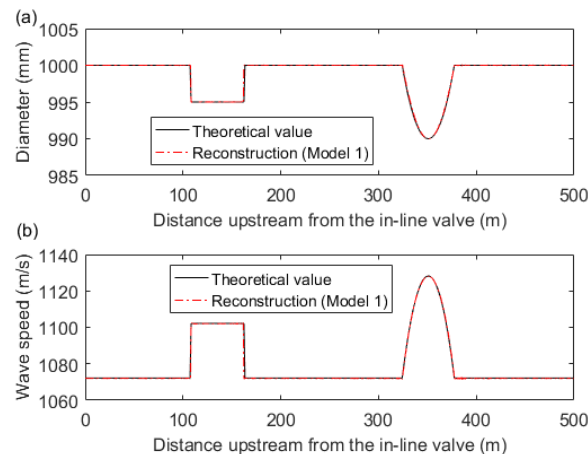 (a)
1005
1000
995
990
985
Diameter (mm)
Theoretical value
Reconstruction (Model 1)
0 100 200 300 400 500
Distance upstream from the in-line valve (m)
(b)
1140
1120
1100
1080
1060
Wave speed (m/s)
Theoretical value
Reconstruction (Model 1)
0 100 200 300 400 500
Distance upstream from the in-line valve (m)